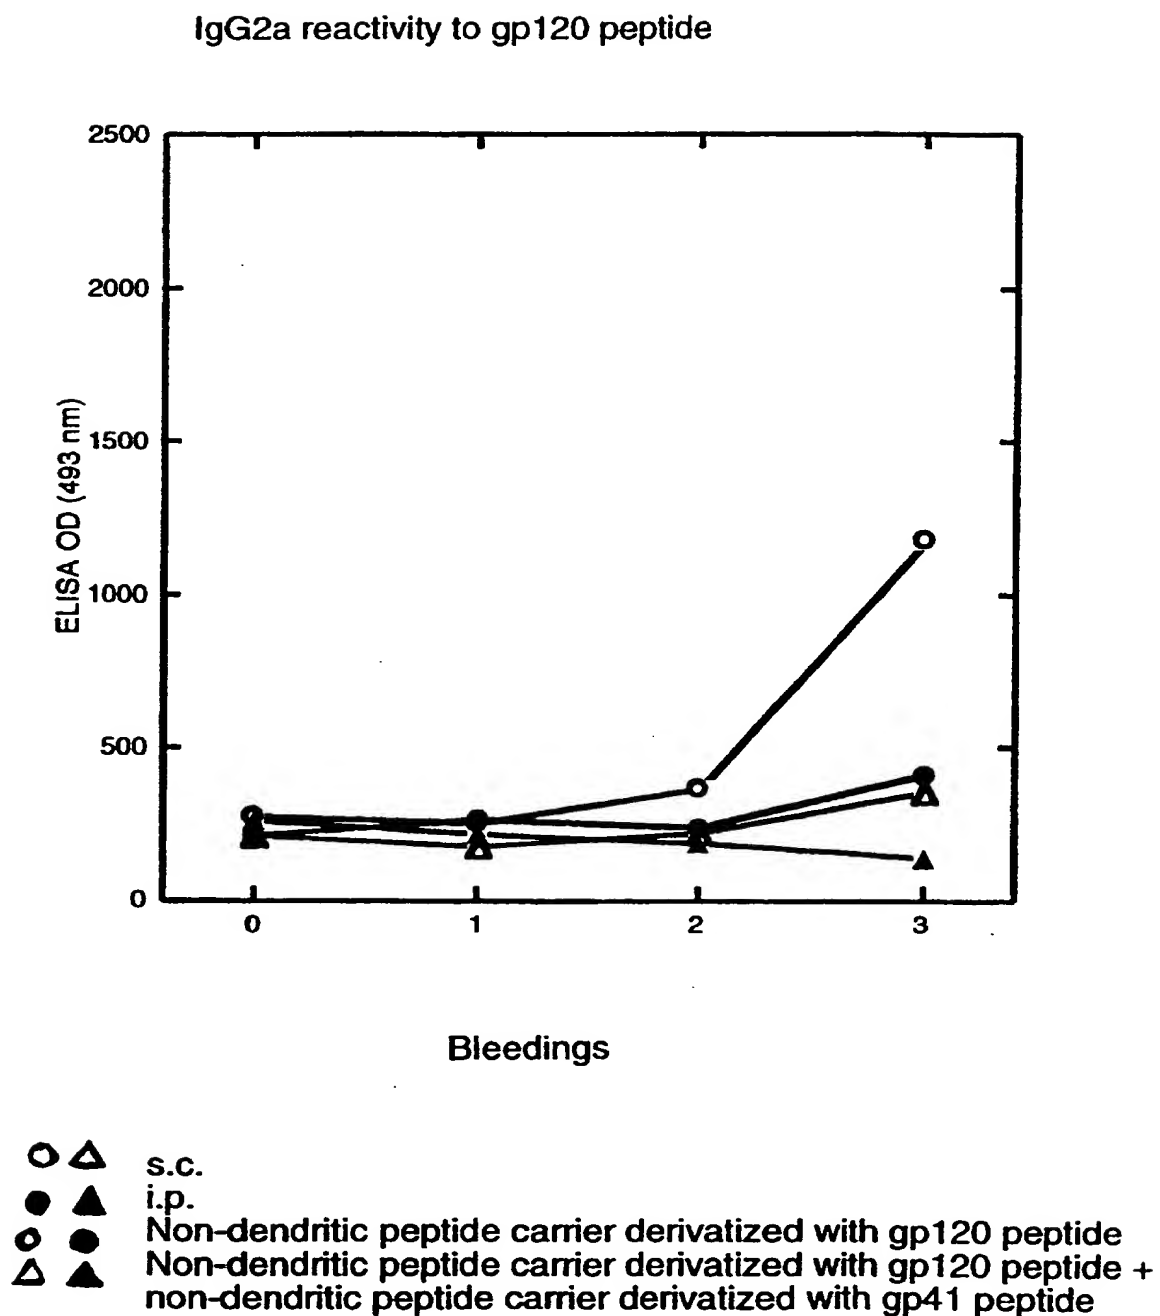 IgG2a reactivity to gp120 peptide
2500
2000
1500
1000
500
0
ELISA OD (493 nm)
0 1 2 3
Bleedings
s.c.
i.p.
Non-dendritic peptide carrier derivatized with gp120 peptide
Non-dendritic peptide carrier derivatized with gp120 peptide +
non-dendritic peptide carrier derivatized with gp41 peptide